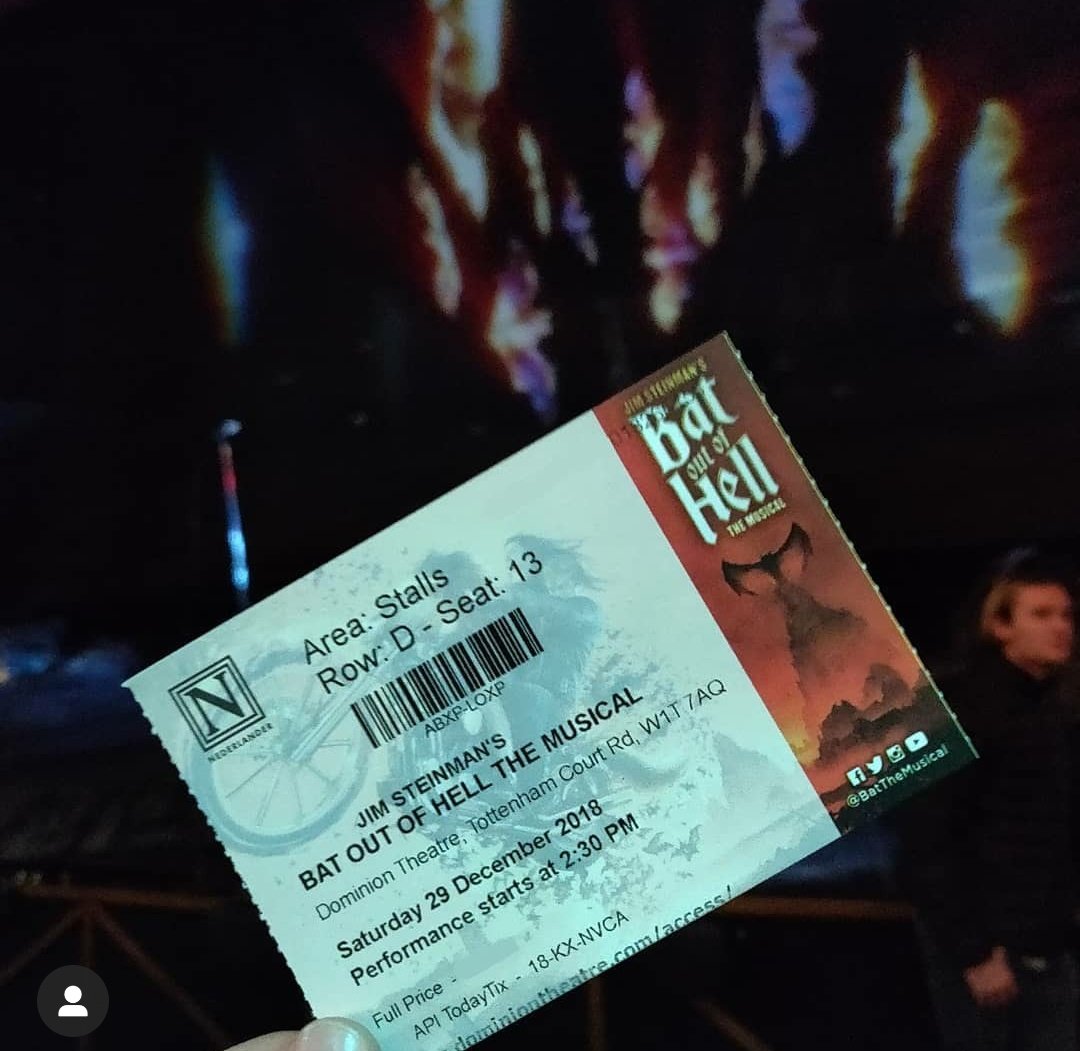 Area: Stalls
Row: D - Seat: 13
N
NEDERLANDER
ABXP-LOXP
JIM STEINMAN'S
BAT OUT OF HELL THE MUSICAL
Dominion Theatre, Tottenham Court Rd, W1T 7AQ
Saturday 29 December 2018
Performance starts at 2:30 PM
Full Price -
API TodayTix - 18-KX-NVCA
dominiontheatre.com/access/
JIM STEINMAN'S
Bat
out of
Hell
THE MUSICAL
@BatTheMusical